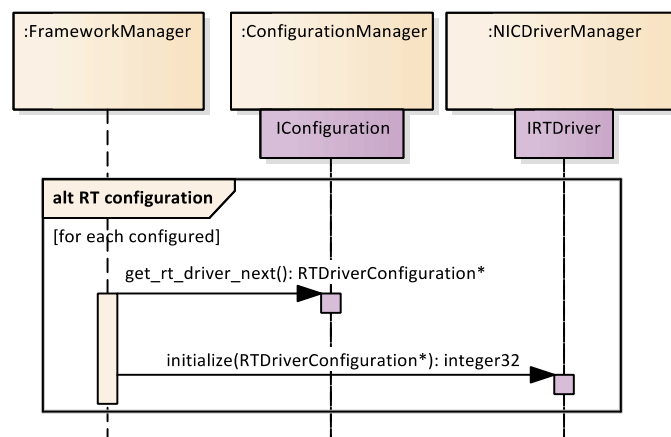 :FrameworkManager
:ConfigurationManager
:NICDriverManager
IConfiguration
IRTDriver
alt RT configuration
[for each configured]
get_rt_driver_next(): RTDriverConfiguration*
initialize(RTDriverConfiguration*): integer32